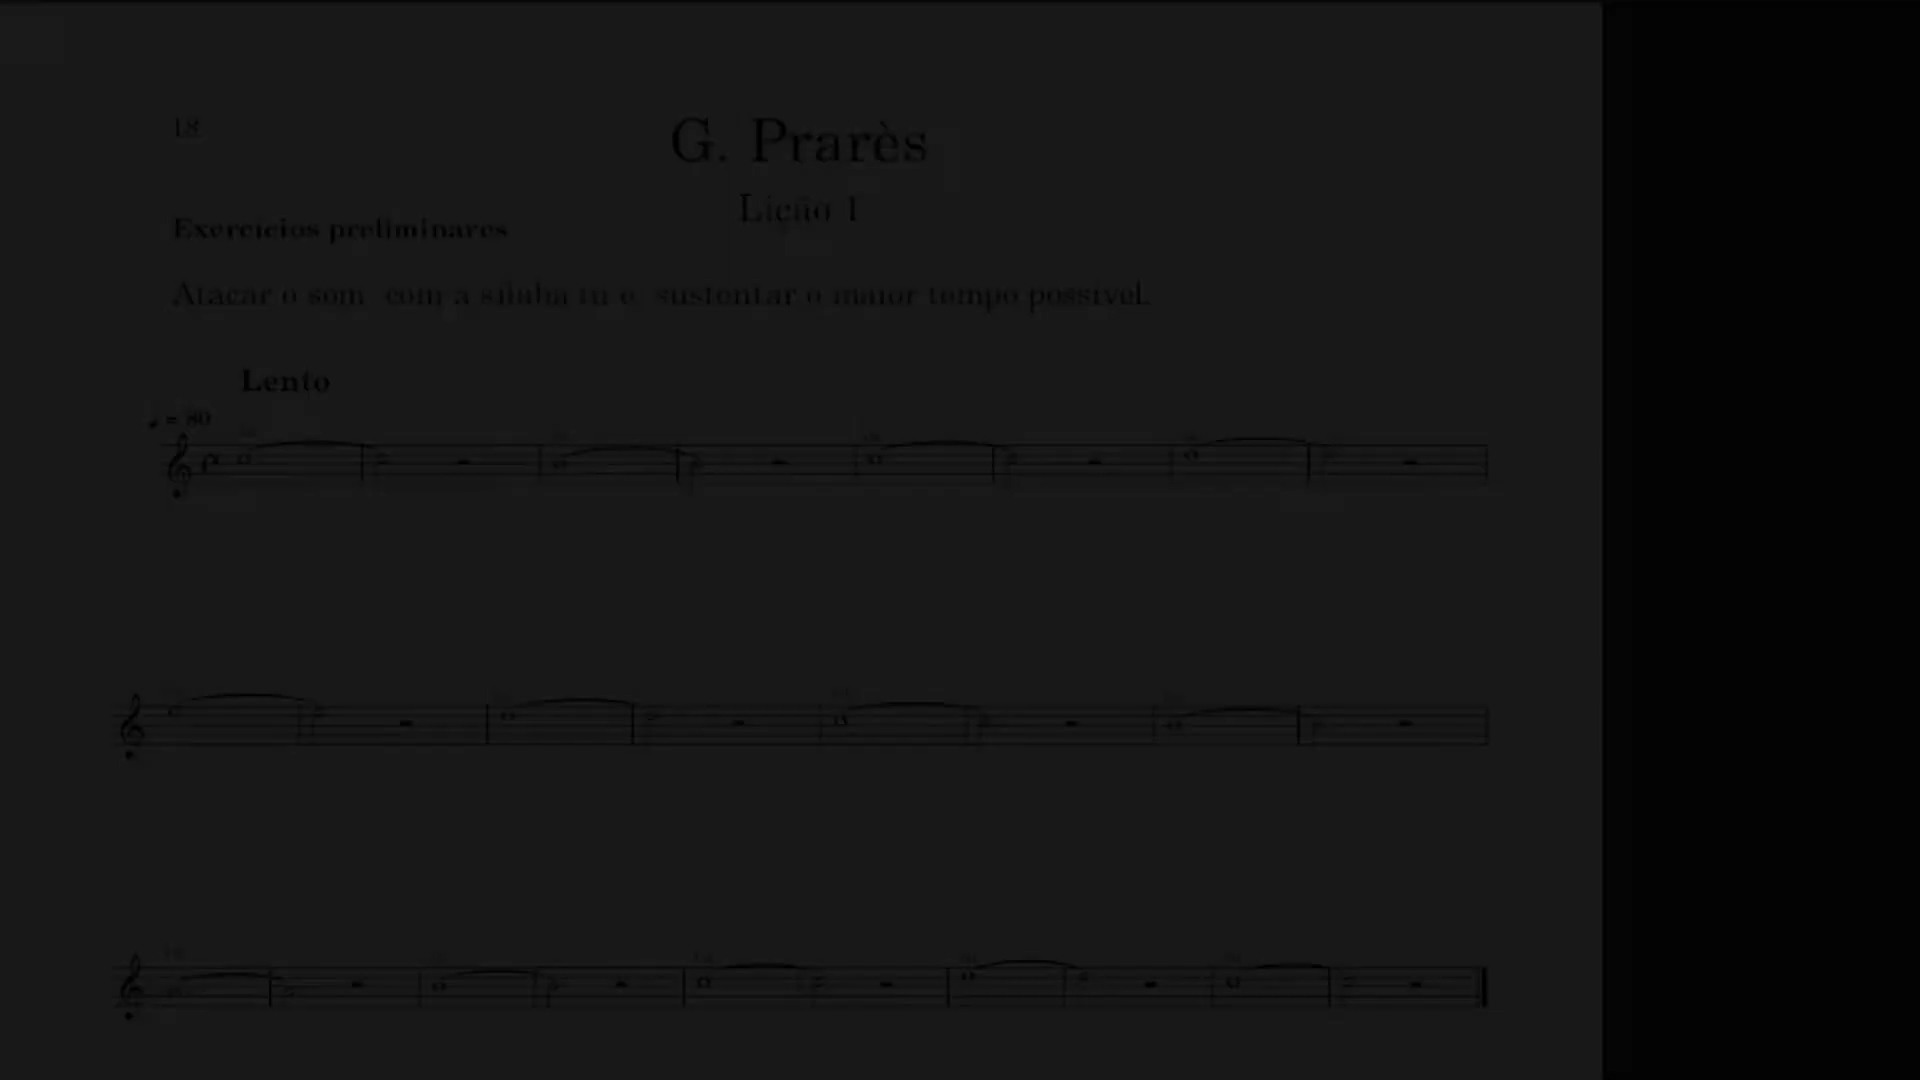 18
G. Prarès
Lição 1
Exercícios preliminares
Atacar o som com a sílaba tu e sustentar o maior tempo possível.
Lento
= 80